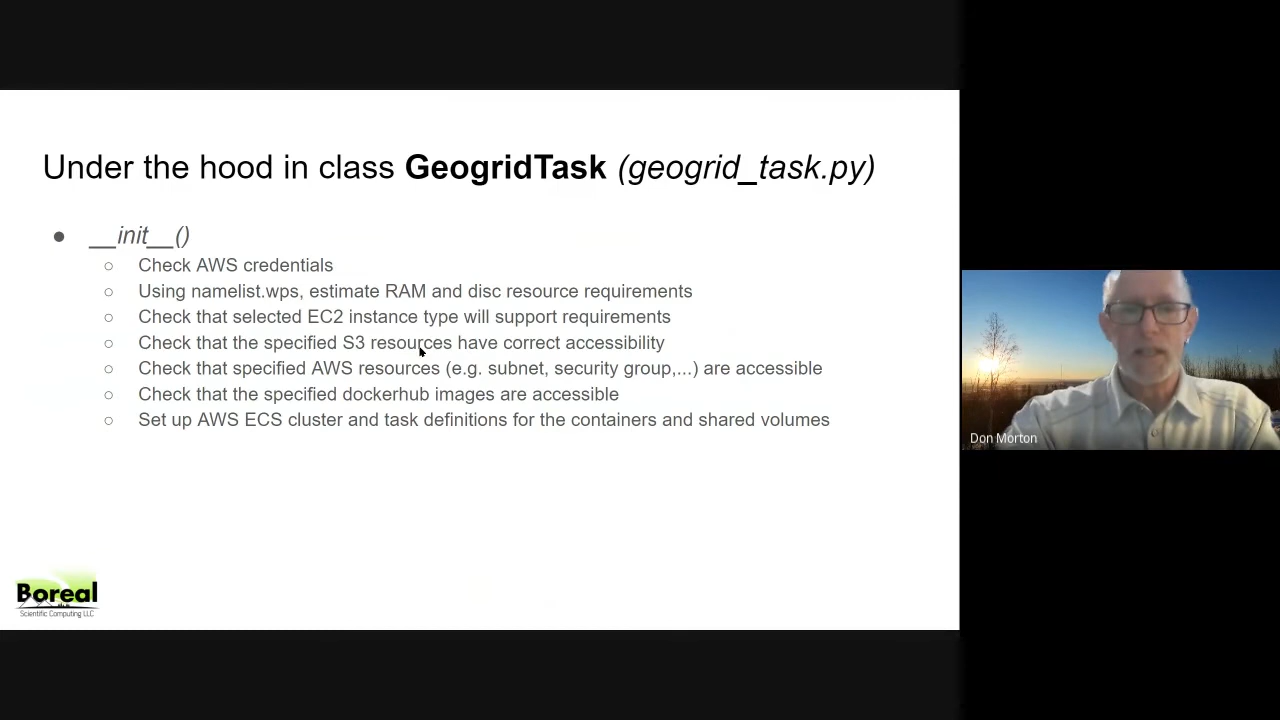 Under the hood in class GeogridTask (geogrid_task.py)
● __init__()
○ Check AWS credentials
○ Using namelist.wps, estimate RAM and disc resource requirements
○ Check that selected EC2 instance type will support requirements
○ Check that the specified S3 resources have correct accessibility
○ Check that specified AWS resources (e.g. subnet, security group,...) are accessible
○ Check that the specified dockerhub images are accessible
○ Set up AWS ECS cluster and task definitions for the containers and shared volumes
Don Morton
Boreal
Scientific Computing LLC